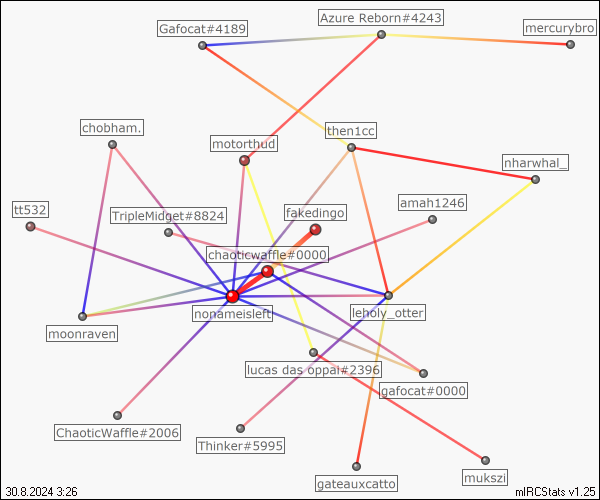 Azure Reborn#4243
Gafocat#4189
mercurybro
chobham.
then1cc
motorthud
nharwhal_
amah1246
tt532
TripleMidget#8824
fakedingo
chaoticwaffle#0000
nonameisleft
leholy_otter
moonraven
lucas das oppai#2396
gafocat#0000
ChaoticWaffle#2006
Thinker#5995
mukszi
gateauxcatto
30.8.2024 3:26
mIRCStats v1.25